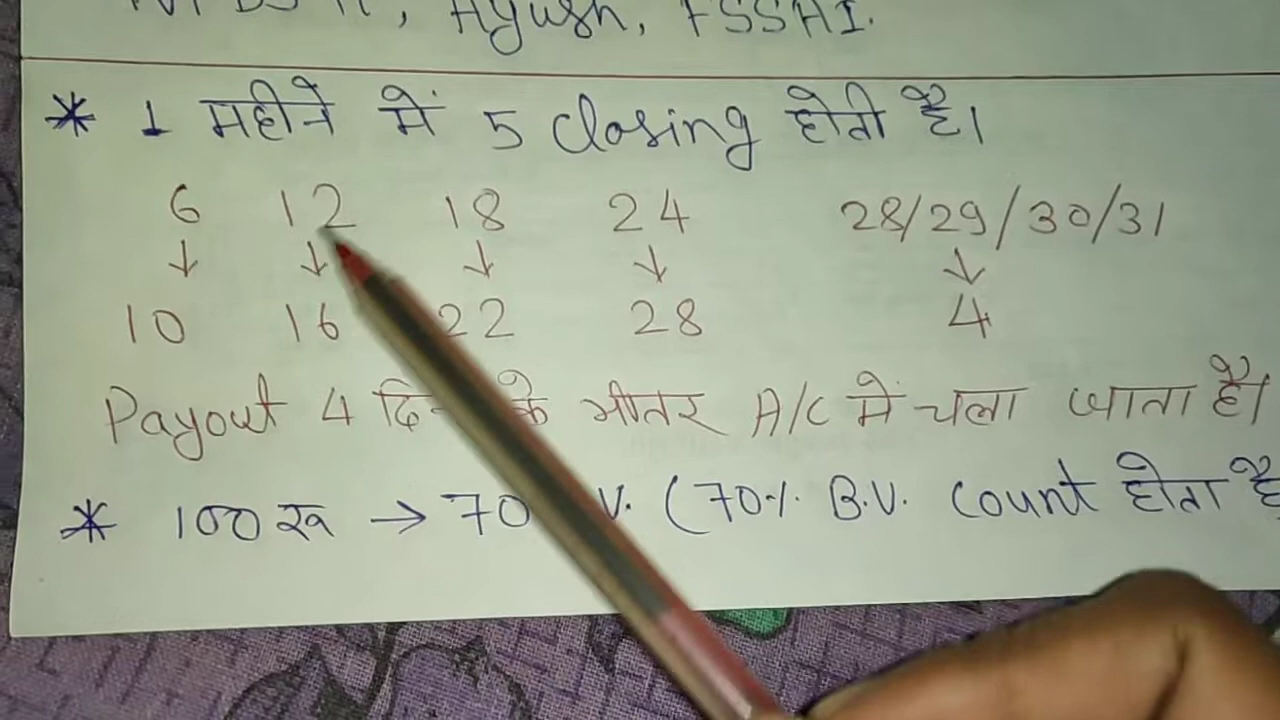 Ayush, FSSAI.
* 1 महीने में 5 closing होती है।
6 12 18 24 28/29/30/31
↓ ↓ ↓ ↓ ↓
10 16 22 28 4
Payout 4 के भीतर A/C में चला जाता है।
* 100 रू → 70 V. (70% B.V. count होता है